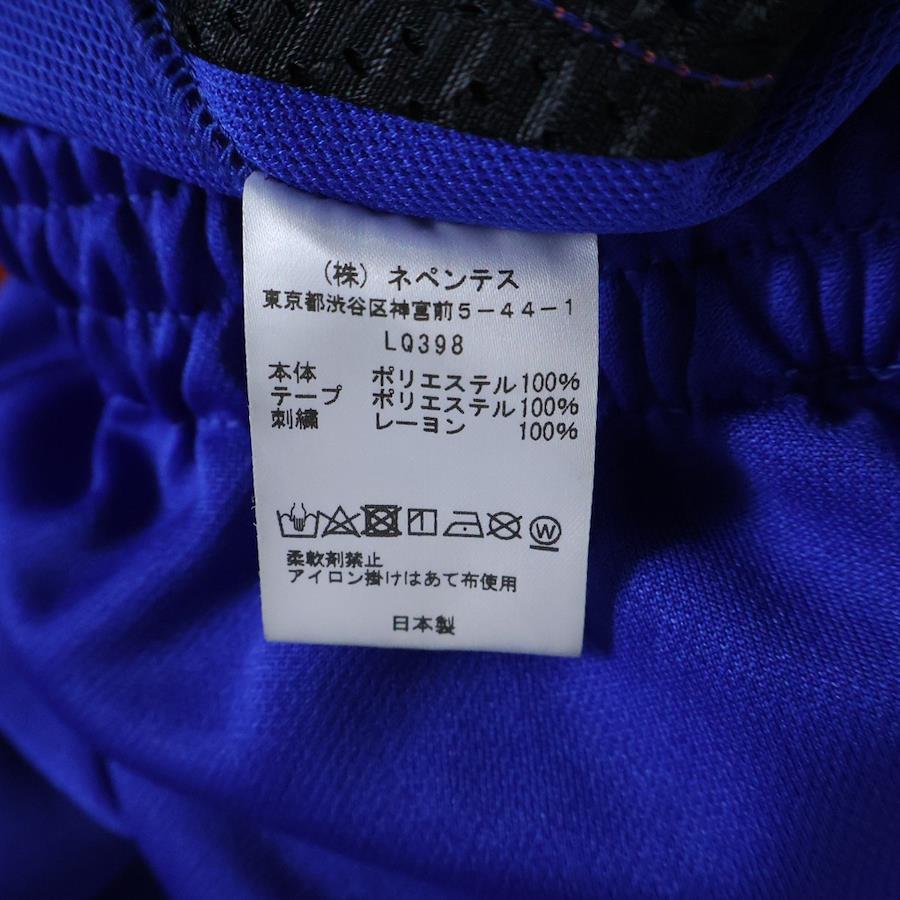 (株) ネペンテス
東京都渋谷区神宮前5-44-1
LQ398
本体 ポリエステル100%
テープ ポリエステル100%
刺繍 レーヨン 100%
W
柔軟剤禁止
アイロン掛けはあて布使用
日本製